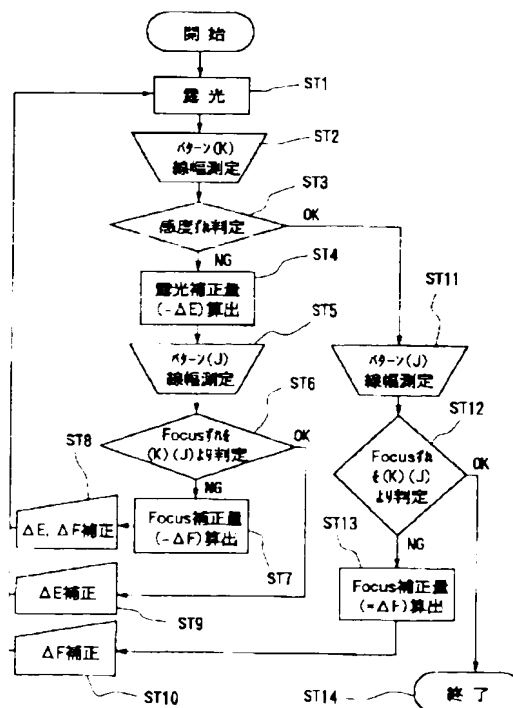 開始
露光
ST1
パターン(K)
線幅測定
ST2
感度ずれ判定
ST3
OK
NG
露光補正量
(-ΔE)算出
ST4
パターン(J)
線幅測定
ST5
Focusずれを
(K)(J)より判定
ST6
OK
NG
Focus補正量
(-ΔF)算出
ST7
ΔE, ΔF補正
ST8
ΔE補正
ST9
ΔF補正
ST10
パターン(J)
線幅測定
ST11
Focusずれ
を(K)(J)
より判定
ST12
OK
NG
Focus補正量
(=ΔF)算出
ST13
終了
ST14